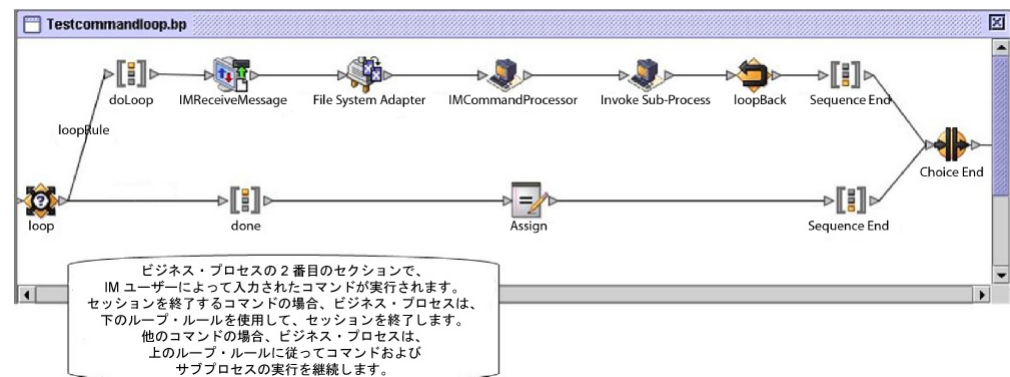 Testcommandloop.bp
doLoop
IMReceiveMessage
File System Adapter
IMCommandProcessor
Invoke Sub-Process
loopBack
Sequence End
loopRule
Choice End
loop
done
Assign
Sequence End
ビジネス・プロセスの２番目のセクションで、
IM ユーザーによって入力されたコマンドが実行されます。
セッションを終了するコマンドの場合、ビジネス・プロセスは、
下のループ・ルールを使用して、セッションを終了します。
他のコマンドの場合、ビジネス・プロセスは、
上のループ・ルールに従ってコマンドおよび
サブプロセスの実行を継続します。